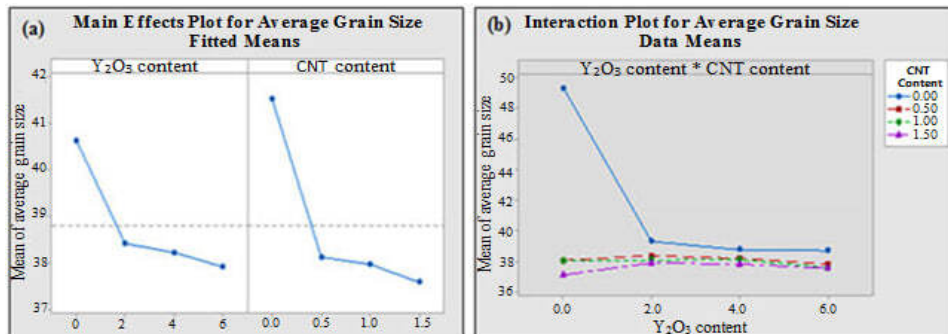 (a) Main Effects Plot for Average Grain Size
Fitted Means
Y₂O₃ content CNT content
Mean of average grain size
42
41
40
39
38
37
0 2 4 6 0.0 0.5 1.0 1.5
(b) Interaction Plot for Average Grain Size
Data Means
Y₂O₃ content * CNT content
Mean of average grain size
50
48
46
44
42
40
38
36
0.0 2.0 4.0 6.0
Y₂O₃ content
CNT
Content
0.00
0.50
1.00
1.50